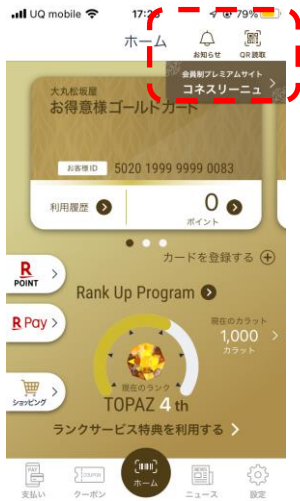 UQ mobile 17:28 79%
ホーム
お知らせ QR読取
会員制プレミアムサイト
コネスリーニュ
大丸松坂屋
お得意様ゴールドカード
お客様ID 5020 1999 9999 0083
利用履歴 0
ポイント
カードを登録する
R
POINT
Rank Up Program
R Pay
現在のカラット
1,000
カラット
ショッピング
現在のランク
TOPAZ 4 th
ランクサービス特典を利用する
PAY COUPON NEWS
支払い クーポン ホーム ニュース 設定